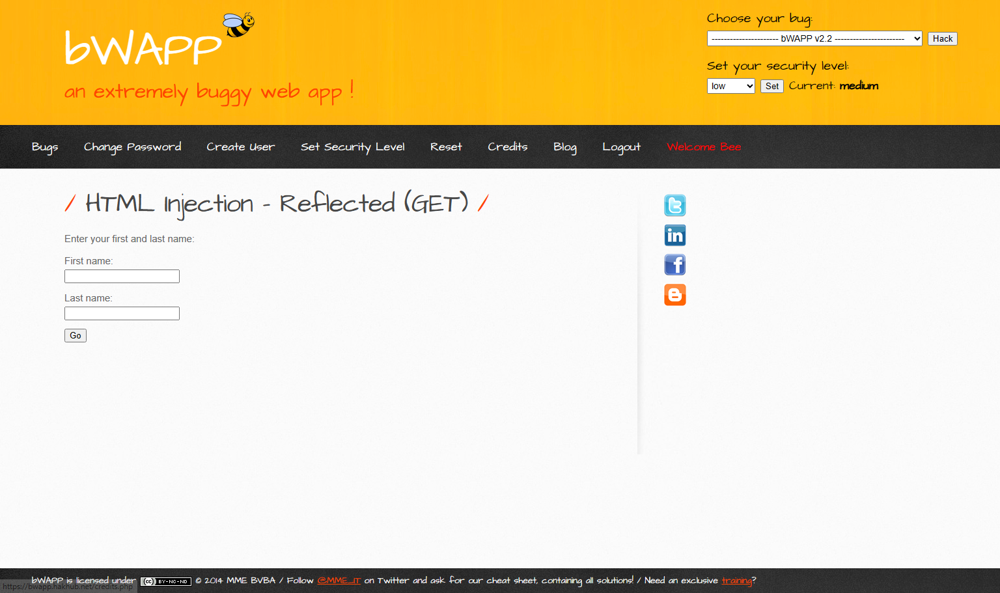 bWAPP
an extremely buggy web app !
Choose your bug:
---------------------- bWAPP v2.2 -----------------------
Hack
Set your security level:
low Set Current: medium
Bugs Change Password Create User Set Security Level Reset Credits Blog Logout Welcome Bee
/ HTML Injection - Reflected (GET) /
Enter your first and last name:
First name:
Last name:
Go
bWAPP is licensed under (cc) BY-NC-ND © 2014 MME BVBA / Follow @MME_IT on Twitter and ask for our cheat sheet, containing all solutions! / Need an exclusive training?
https://bwapp.hakhub.net/credits.php